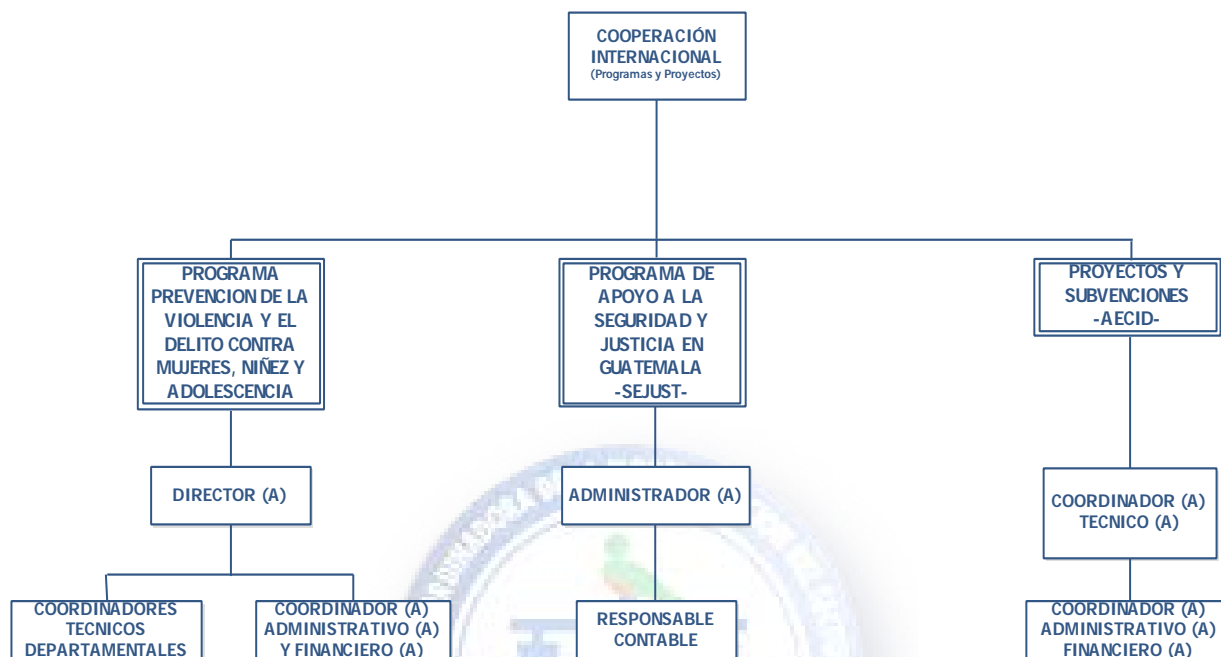 COOPERACIÓN
INTERNACIONAL
(Programas y Proyectos)
PROGRAMA
PREVENCION DE LA
VIOLENCIA Y EL
DELITO CONTRA
MUJERES, NIÑEZ Y
ADOLESCENCIA
PROGRAMA DE
APOYO A LA
SEGURIDAD Y
JUSTICIA EN
GUATEMALA
-SEJUST-
PROYECTOS Y
SUBVENCIONES
-AECID-
DIRECTOR (A)
ADMINISTRADOR (A)
COORDINADOR (A)
TECNICO (A)
COORDINADORES
TECNICOS
DEPARTAMENTALES
COORDINADOR (A)
ADMINISTRATIVO (A)
Y FINANCIERO (A)
RESPONSABLE
CONTABLE
COORDINADOR (A)
ADMINISTRATIVO (A)
FINANCIERO (A)